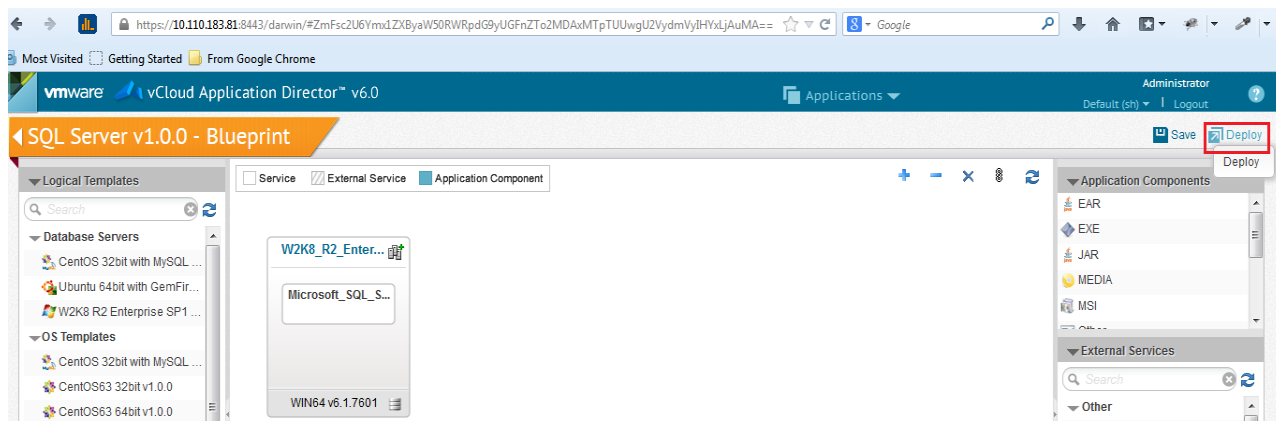 https://10.110.183.81:8443/darwin/#ZmFsc2U6Ymx1ZXByaW50RWRpdG9yUGFnZTo2MDAxMTpTUUwgU2VydmVyIHYxLjAuMA==
Google
Most Visited Getting Started From Google Chrome
vmware vCloud Application Director™ v6.0
Applications
Administrator
Default (sh) | Logout
SQL Server v1.0.0 - Blueprint
Save Deploy
Deploy
Logical Templates
Search
Database Servers
CentOS 32bit with MySQL ...
Ubuntu 64bit with GemFir...
W2K8 R2 Enterprise SP1 ...
OS Templates
CentOS 32bit with MySQL ...
CentOS63 32bit v1.0.0
CentOS63 64bit v1.0.0
Service External Service Application Component
W2K8_R2_Enter...
Microsoft_SQL_S...
WIN64 v6.1.7601
Application Components
EAR
EXE
JAR
MEDIA
MSI
Other
External Services
Search
Other